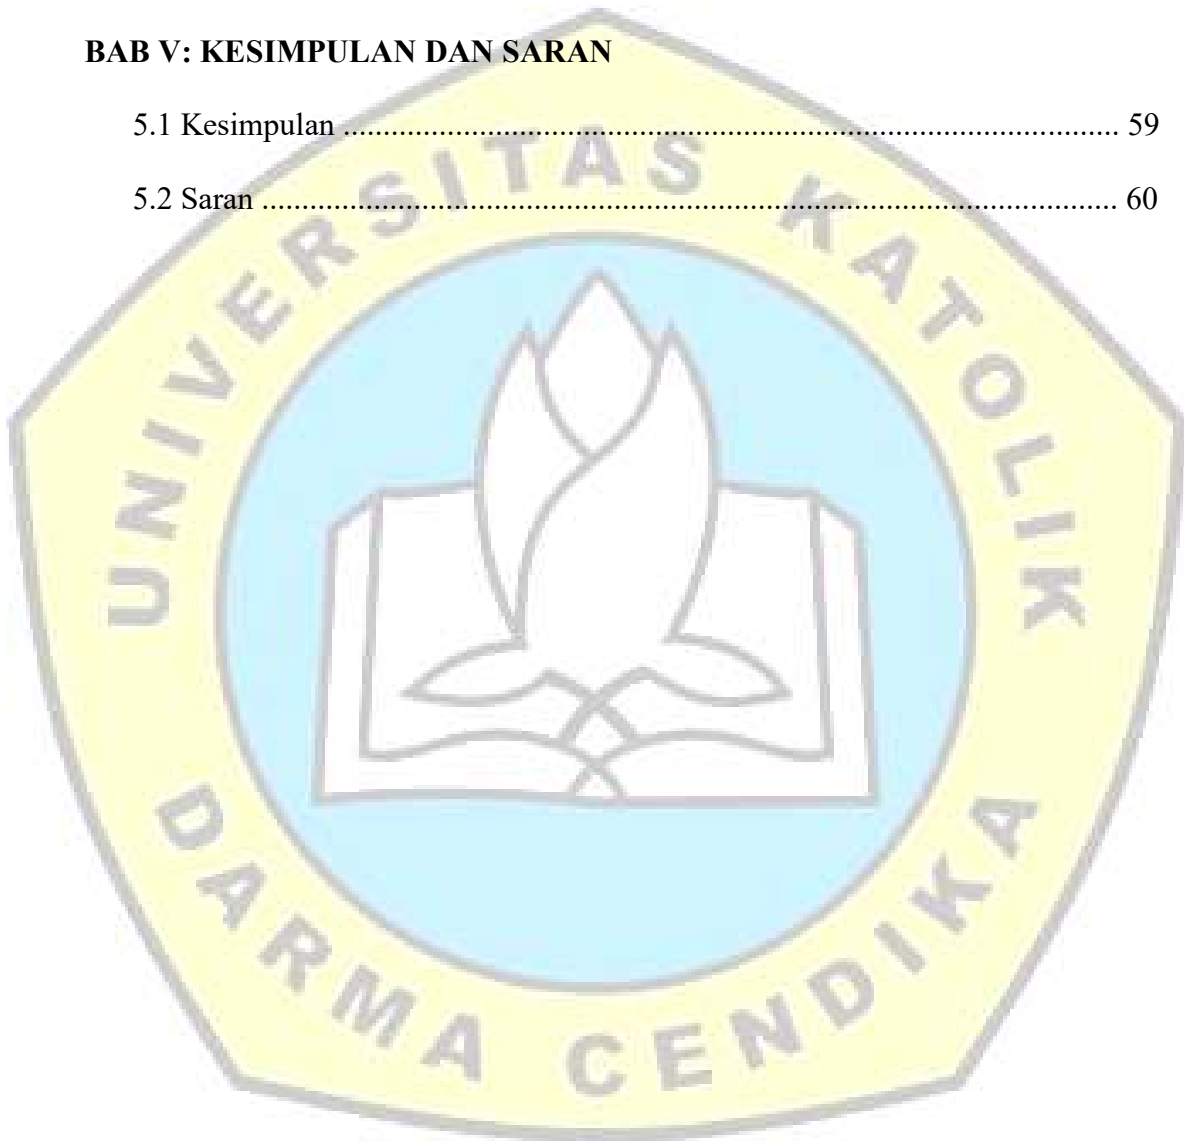 BAB V: KESIMPULAN DAN SARAN
5.1 Kesimpulan ................................................................................................. 59
5.2 Saran ........................................................................................................... 60
UNIVERSITAS KATOLIK
DARMA CENDIKA